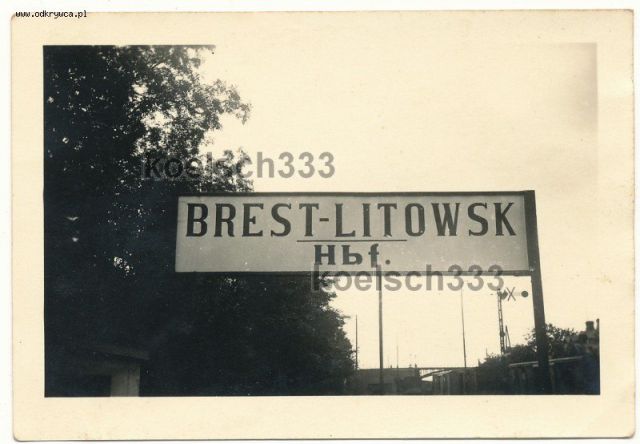 www.odkrywca.pl
koelsch333
BREST-LITOWSK
Hbf.
koelsch333